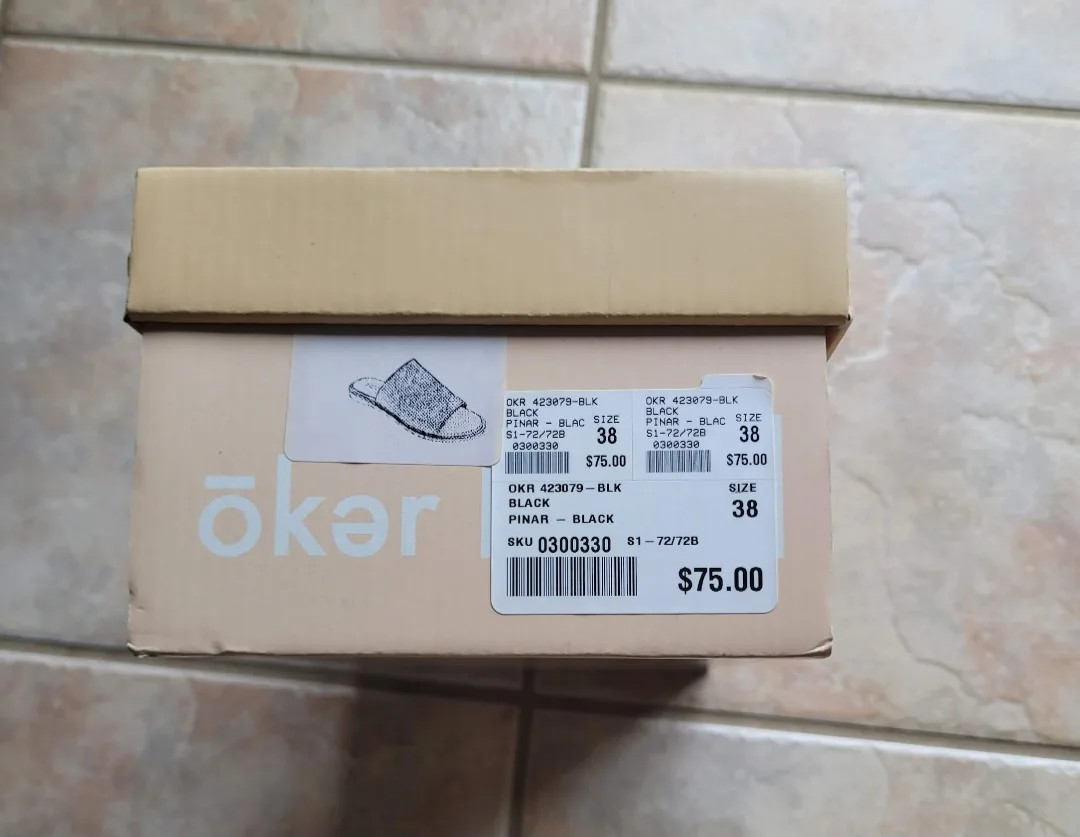 ōkər
OKR 423079-BLK
BLACK
PINAR - BLAC SIZE
S1-72/72B 38
0300330
$75.00
OKR 423079-BLK
BLACK
PINAR - BLAC SIZE
S1-72/72B 38
0300330
$75.00
OKR 423079-BLK SIZE
BLACK 38
PINAR - BLACK
SKU 0300330 S1-72/72B
$75.00